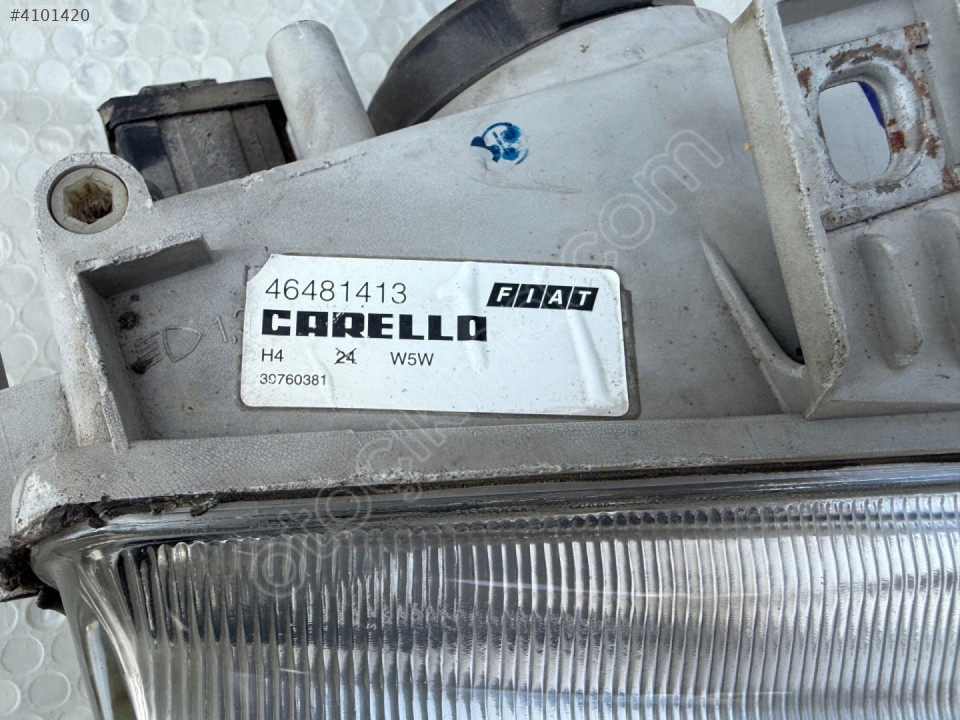 #4101420
46481413
FIAT
CARELLO
H4 24 W5W
39760381